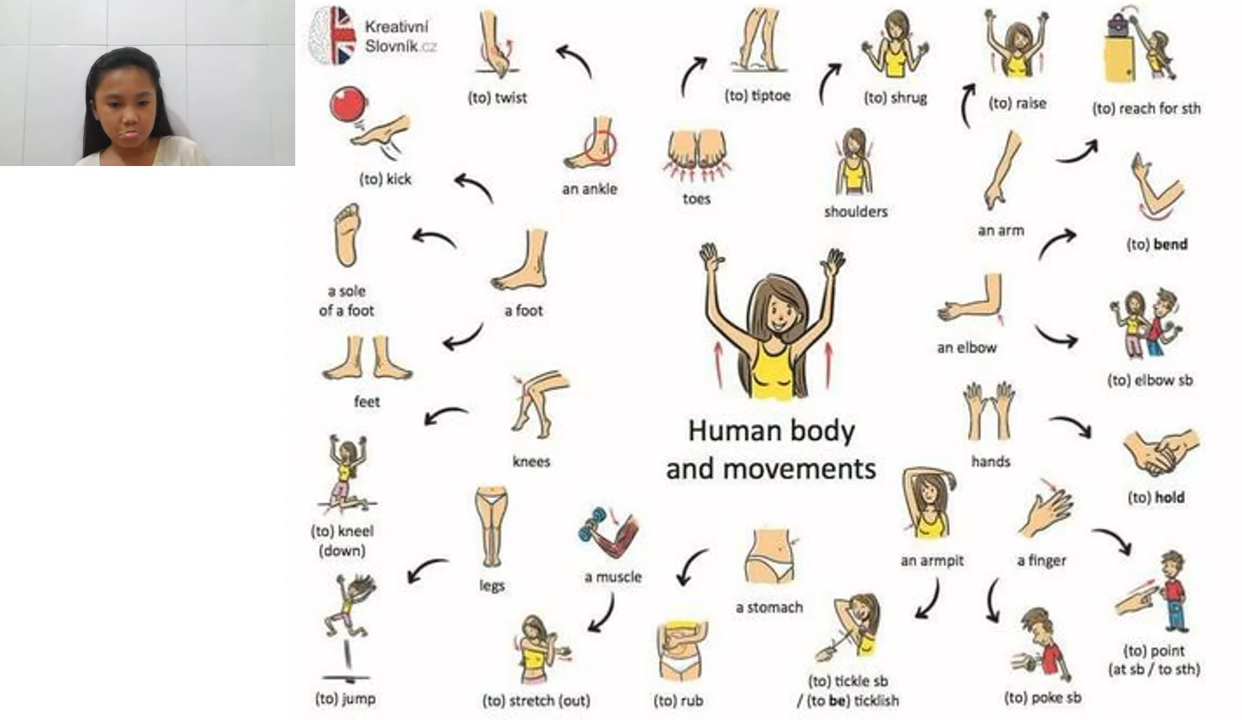 Kreativní
Slovník.cz
(to) twist
(to) tiptoe
(to) shrug
(to) raise
(to) reach for sth
(to) kick
an ankle
toes
shoulders
an arm
(to) bend
a sole
of a foot
a foot
an elbow
(to) elbow sb
feet
knees
Human body
and movements
hands
(to) hold
(to) kneel
(down)
legs
a muscle
a stomach
an armpit
a finger
(to) point
(at sb / to sth)
(to) jump
(to) stretch (out)
(to) rub
(to) tickle sb
/ (to be) ticklish
(to) poke sb